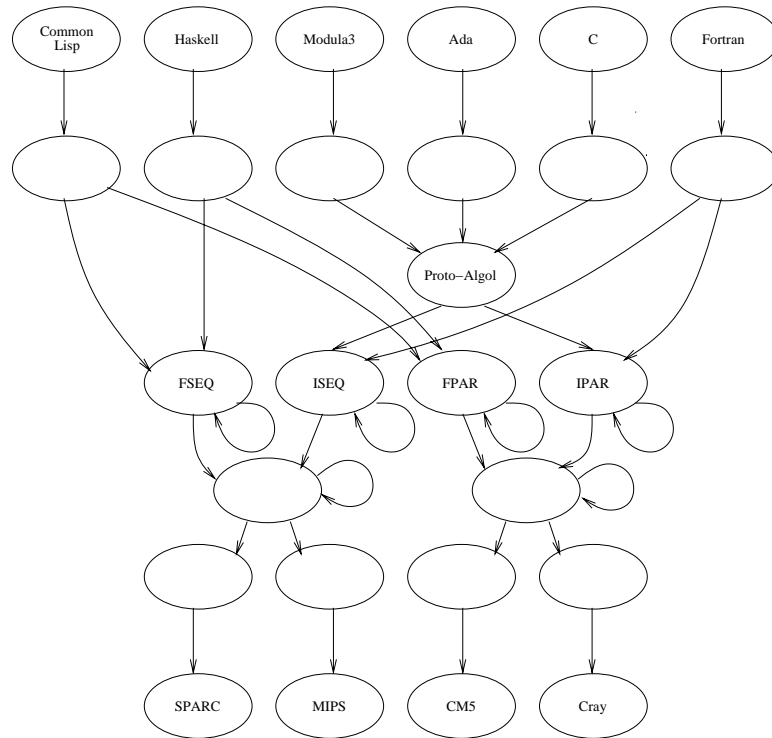 Common
Lisp
Haskell
Modula3
Ada
C
Fortran
Proto−Algol
FSEQ
ISEQ
FPAR
IPAR
SPARC
MIPS
CM5
Cray